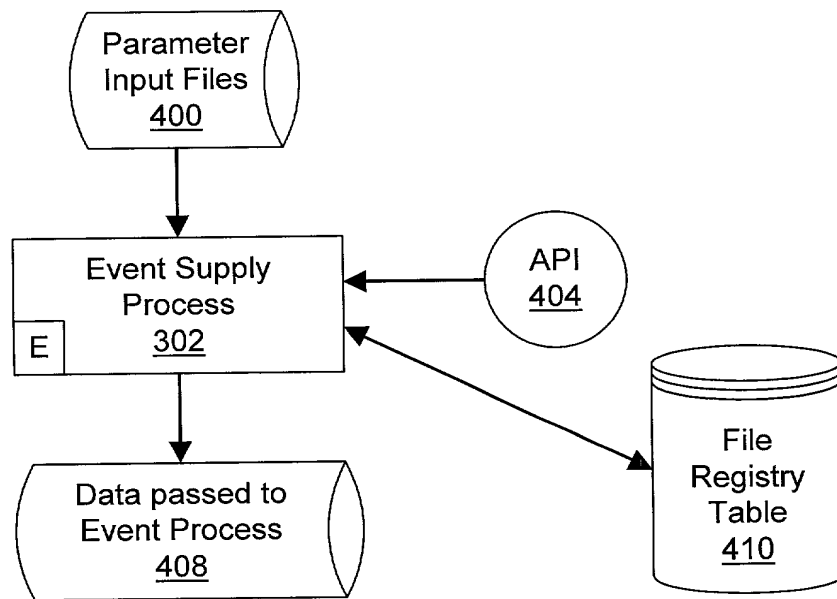 Parameter
Input Files
400
Event Supply
Process
302
E
API
404
File
Registry
Table
410
Data passed to
Event Process
408